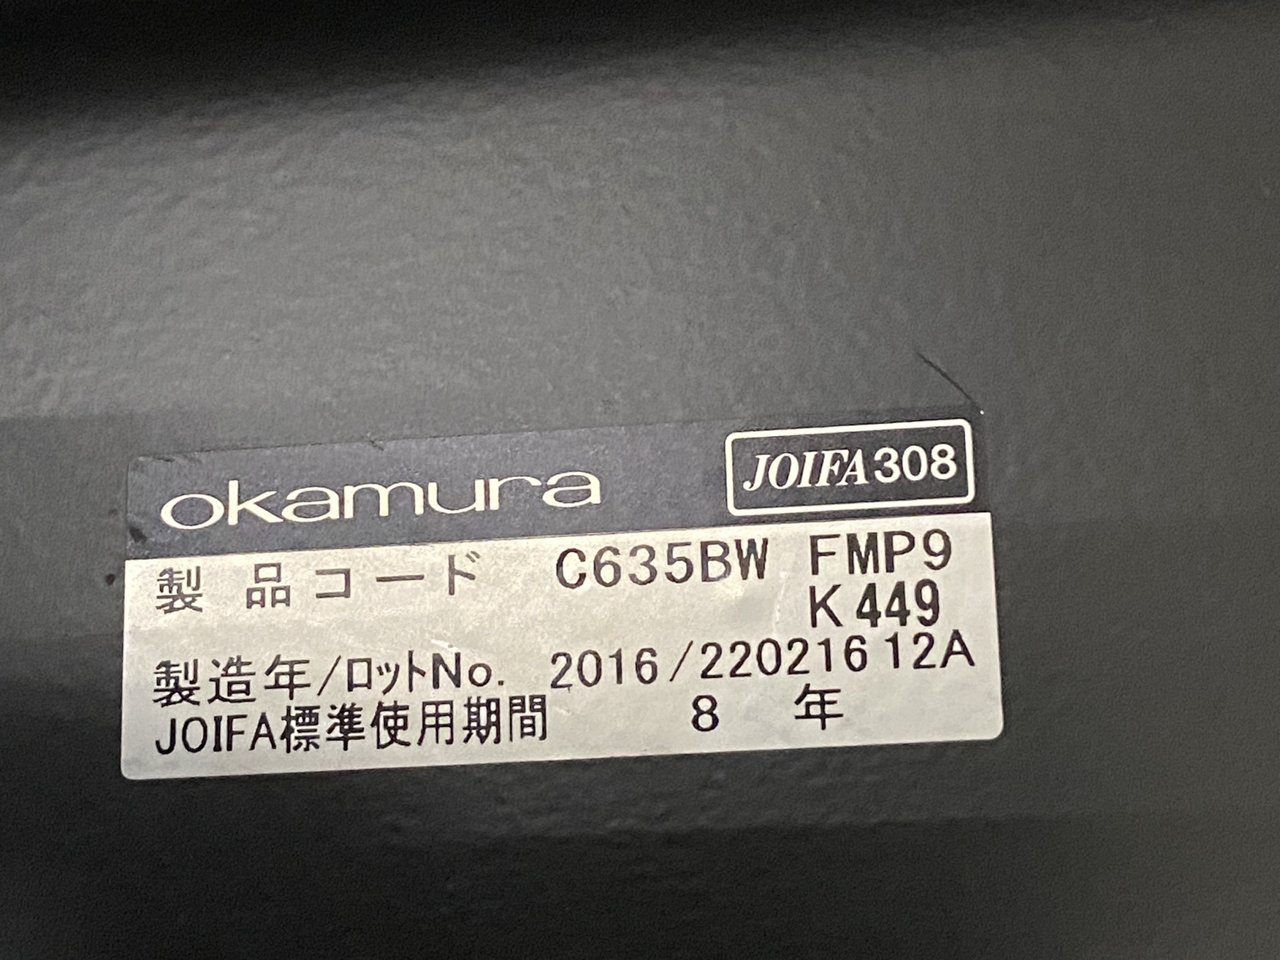 okamura JOIFA308
製品コード C635BW FMP9
K449
製造年/ロットNo. 2016/22021612A
JOIFA標準使用期間 8 年